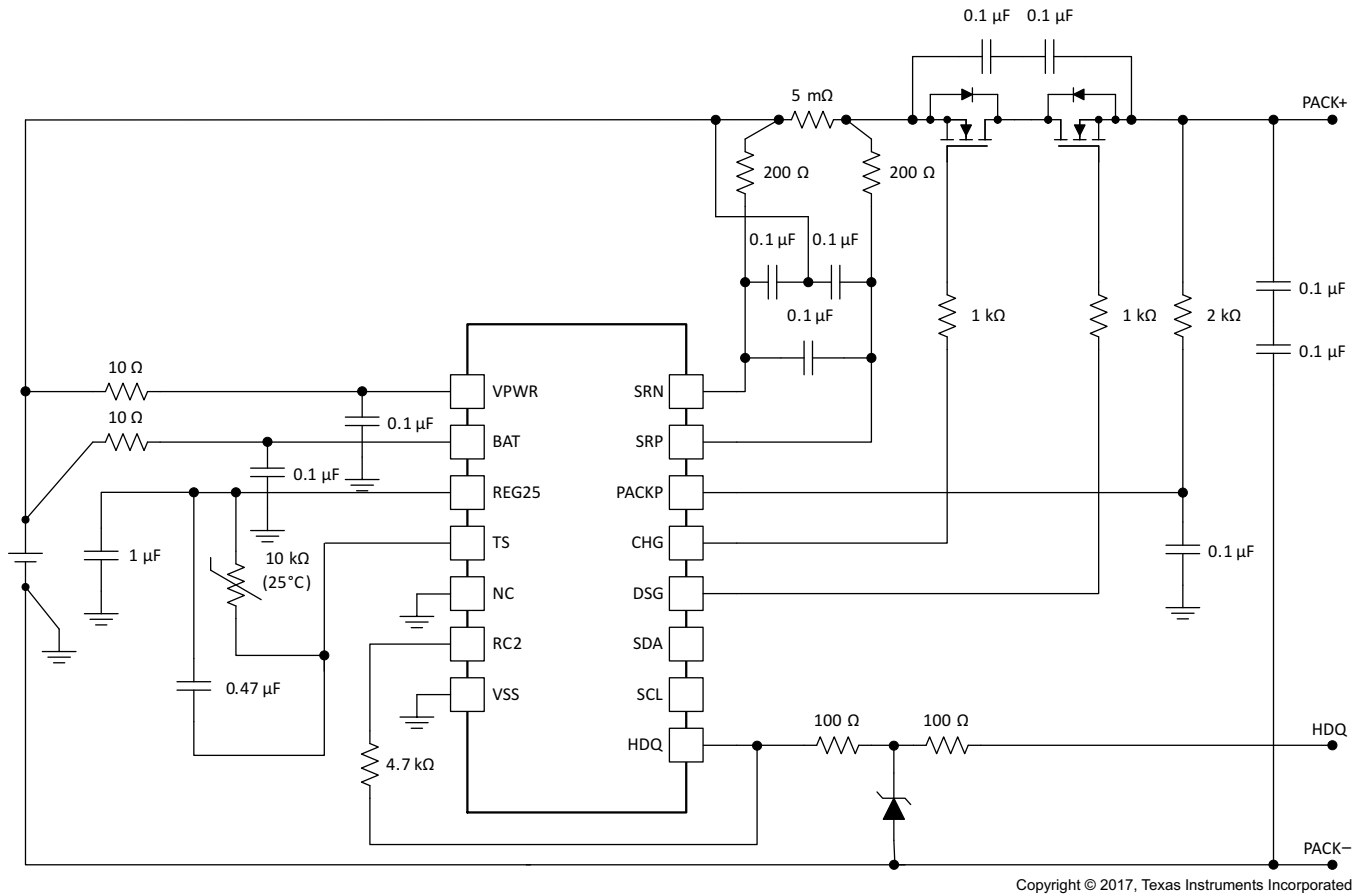 0.1 µF 0.1 µF
5 mΩ
PACK+
200 Ω 200 Ω
0.1 µF 0.1 µF
0.1 µF
1 kΩ 1 kΩ 2 kΩ
0.1 µF
0.1 µF
10 Ω
VPWR SRN
10 Ω
0.1 µF
BAT SRP
0.1 µF
REG25 PACKP
1 µF
10 kΩ
(25°C)
TS CHG
0.1 µF
NC DSG
RC2 SDA
0.47 µF
VSS SCL
HDQ
100 Ω 100 Ω
HDQ
4.7 kΩ
PACK–
Copyright © 2017, Texas Instruments Incorporated